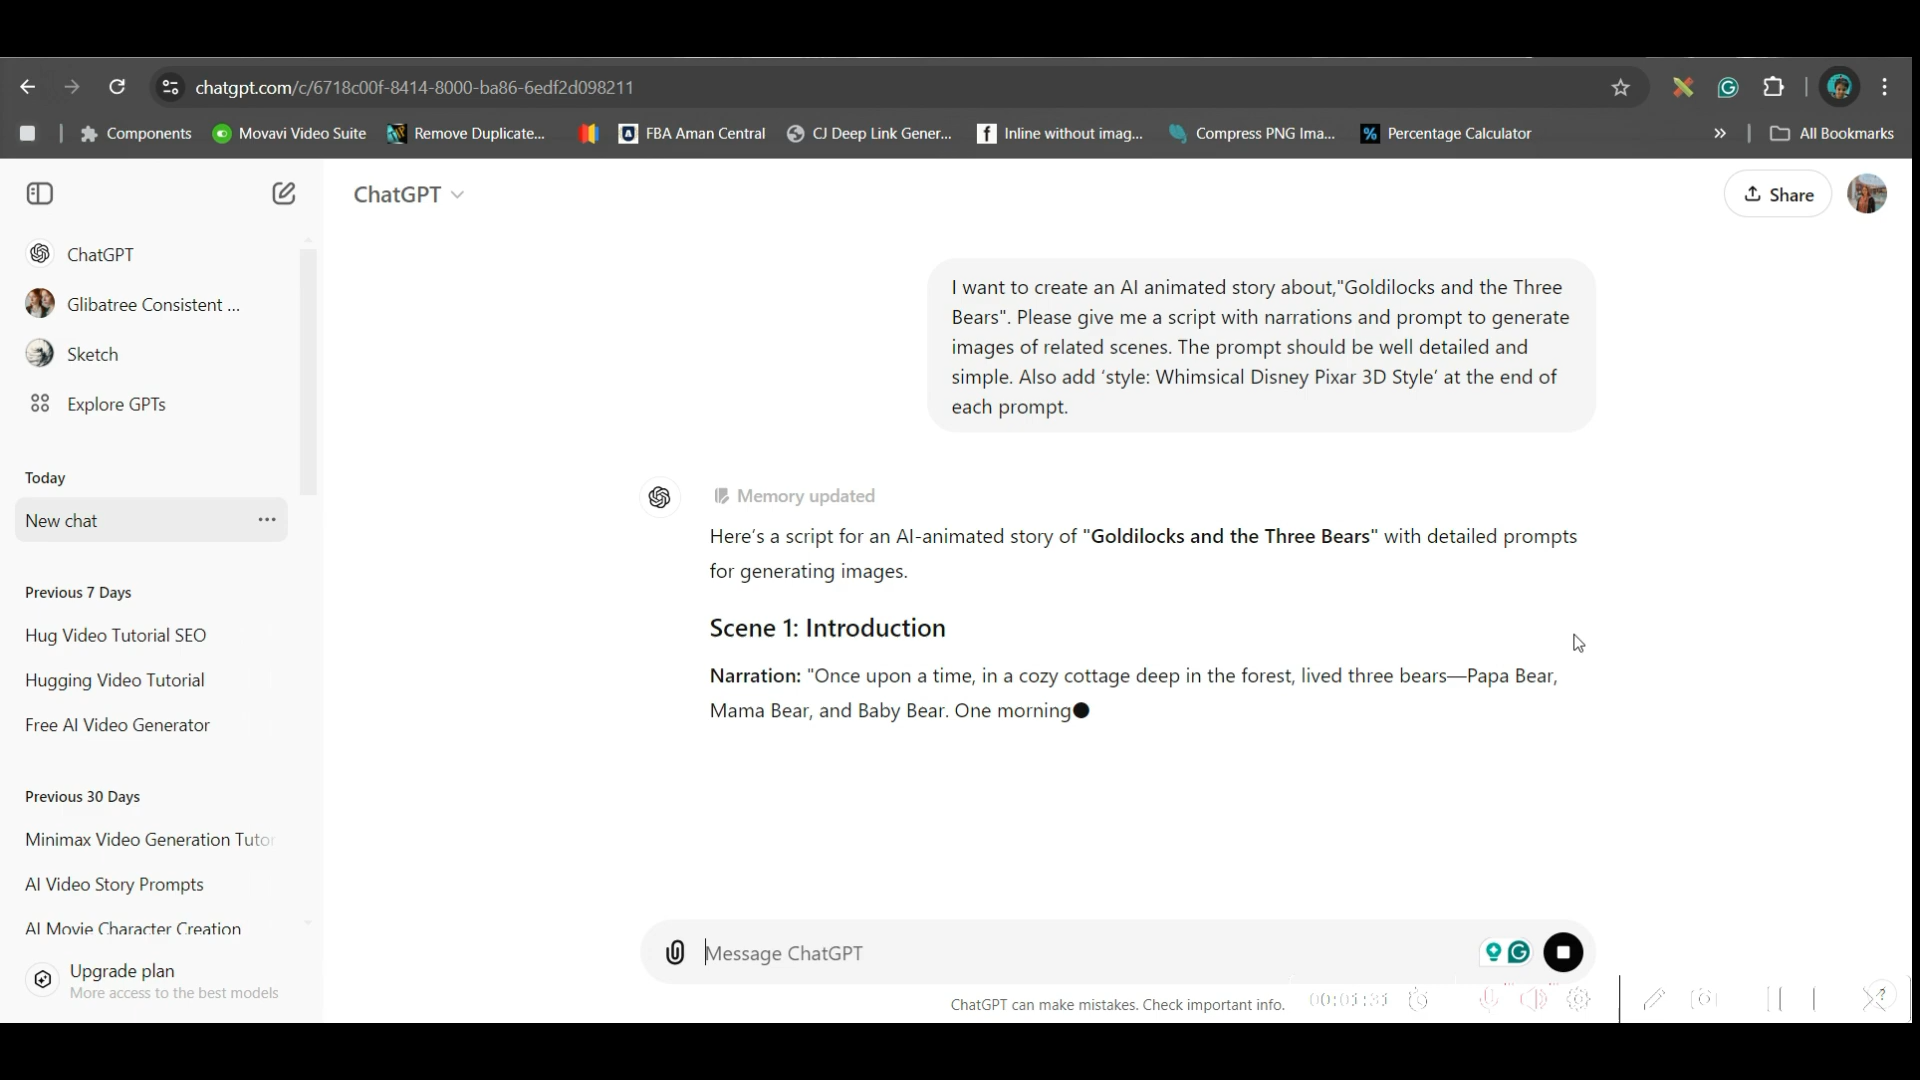 chatgpt.com/c/6718c00f-8414-8000-ba86-6edf2d098211
Components
Movavi Video Suite
Remove Duplicate...
FBA Aman Central
CJ Deep Link Gener...
Inline without imag...
Compress PNG Ima...
Percentage Calculator
All Bookmarks
ChatGPT
Share
ChatGPT
Glibatree Consistent ...
Sketch
Explore GPTs
Today
New chat
Previous 7 Days
Hug Video Tutorial SEO
Hugging Video Tutorial
Free AI Video Generator
Previous 30 Days
Minimax Video Generation Tutor
AI Video Story Prompts
AI Movie Character Creation
Upgrade plan
More access to the best models
I want to create an AI animated story about,"Goldilocks and the Three
Bears". Please give me a script with narrations and prompt to generate
images of related scenes. The prompt should be well detailed and
simple. Also add ‘style: Whimsical Disney Pixar 3D Style’ at the end of
each prompt.
Memory updated
Here’s a script for an AI-animated story of "Goldilocks and the Three Bears" with detailed prompts
for generating images.
Scene 1: Introduction
Narration: "Once upon a time, in a cozy cottage deep in the forest, lived three bears—Papa Bear,
Mama Bear, and Baby Bear. One morning
Message ChatGPT
ChatGPT can make mistakes. Check important info.